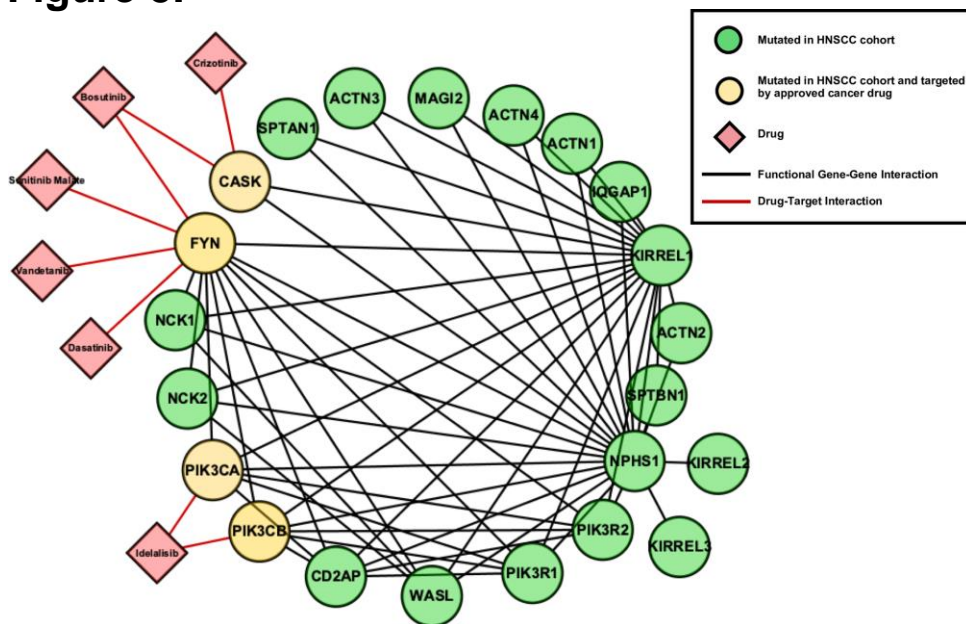 Crizotinib
Bosutinib
Sunitinib Malate
Vandetanib
Dasatinib
Idelalisib
CASK
FYN
NCK1
NCK2
PIK3CA
PIK3CB
CD2AP
WASL
PIK3R1
PIK3R2
KIRREL3
KIRREL2
NPHS1
SPTBN1
ACTN2
KIRREL1
IQGAP1
ACTN1
ACTN4
MAGI2
ACTN3
SPTAN1
Mutated in HNSCC cohort
Mutated in HNSCC cohort and targeted
by approved cancer drug
Drug
Functional Gene-Gene Interaction
Drug-Target Interaction